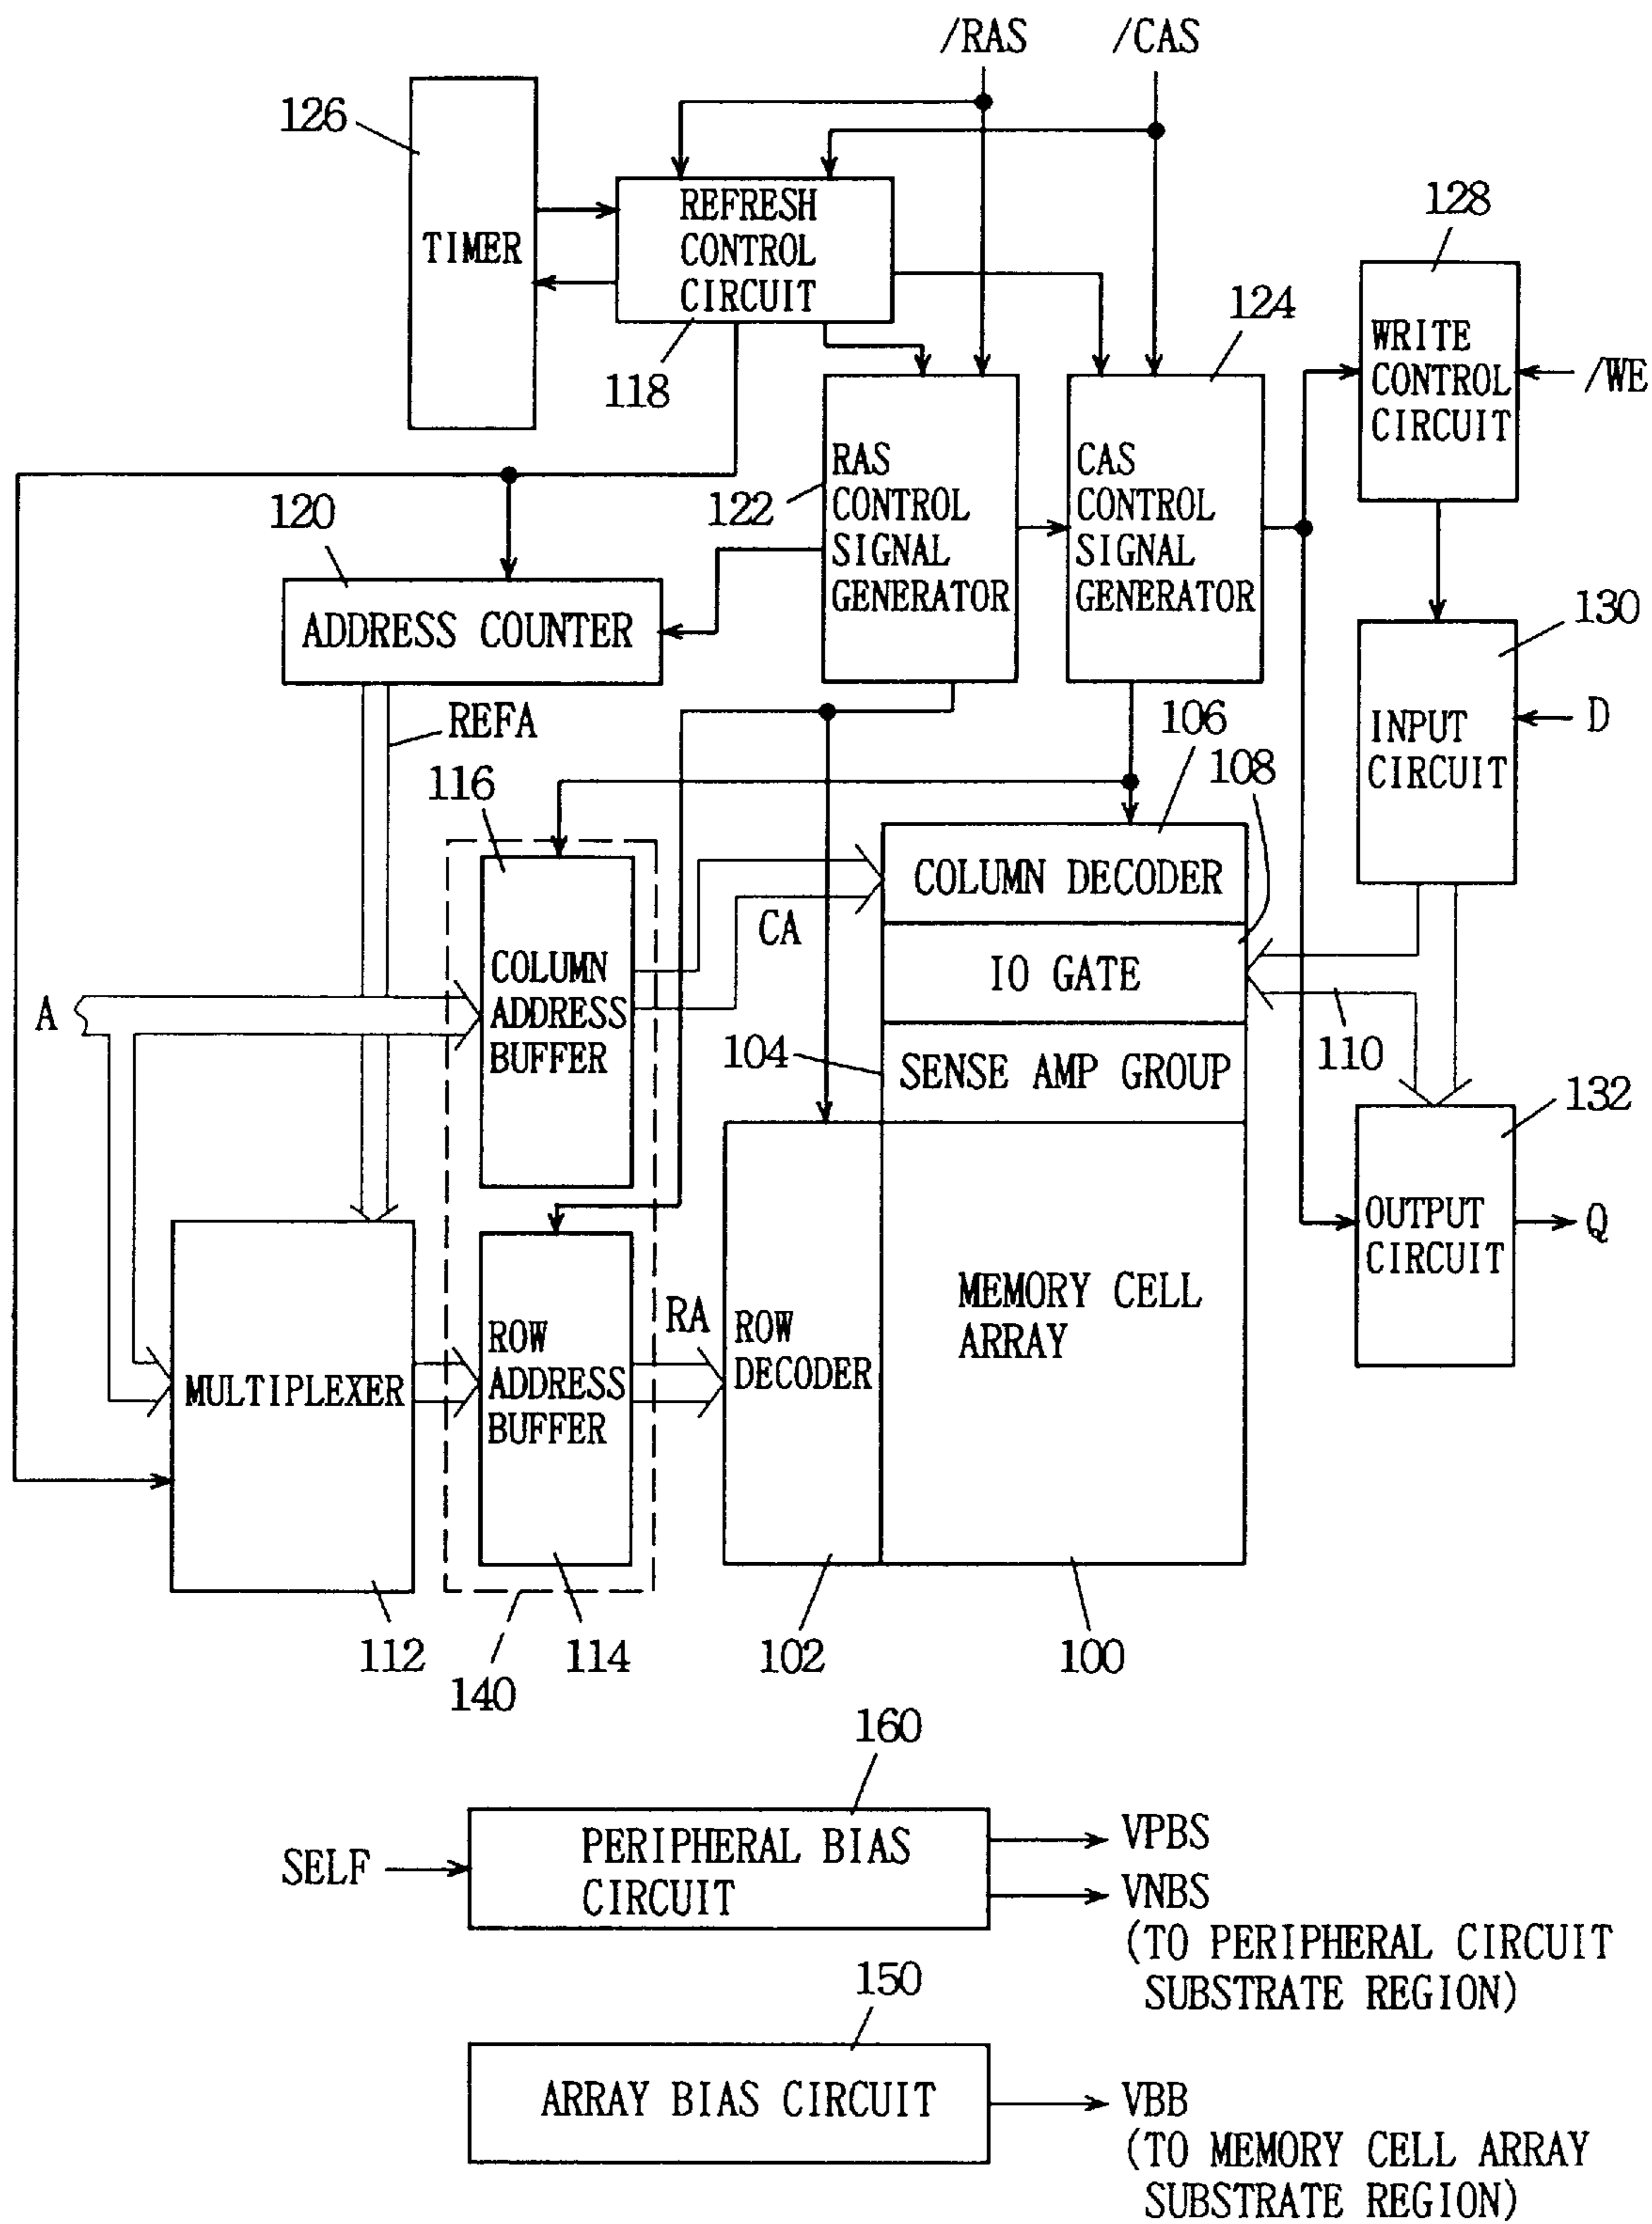 /RAS
/CAS
126
TIMER
REFRESH
CONTROL
CIRCUIT
118
128
WRITE
CONTROL
CIRCUIT
/WE
124
122
RAS
CONTROL
SIGNAL
GENERATOR
CAS
CONTROL
SIGNAL
GENERATOR
120
ADDRESS COUNTER
REFA
130
INPUT
CIRCUIT
D
106
108
116
COLUMN DECODER
CA
IO GATE
COLUMN
ADDRESS
BUFFER
A
104
SENSE AMP GROUP
110
132
OUTPUT
CIRCUIT
Q
MEMORY CELL
ARRAY
RA
ROW
DECODER
ROW
ADDRESS
BUFFER
MULTIPLEXER
112
140
114
102
100
160
SELF
PERIPHERAL BIAS
CIRCUIT
VPBS
VNBS
(TO PERIPHERAL CIRCUIT
SUBSTRATE REGION)
150
ARRAY BIAS CIRCUIT
VBB
(TO MEMORY CELL ARRAY
SUBSTRATE REGION)